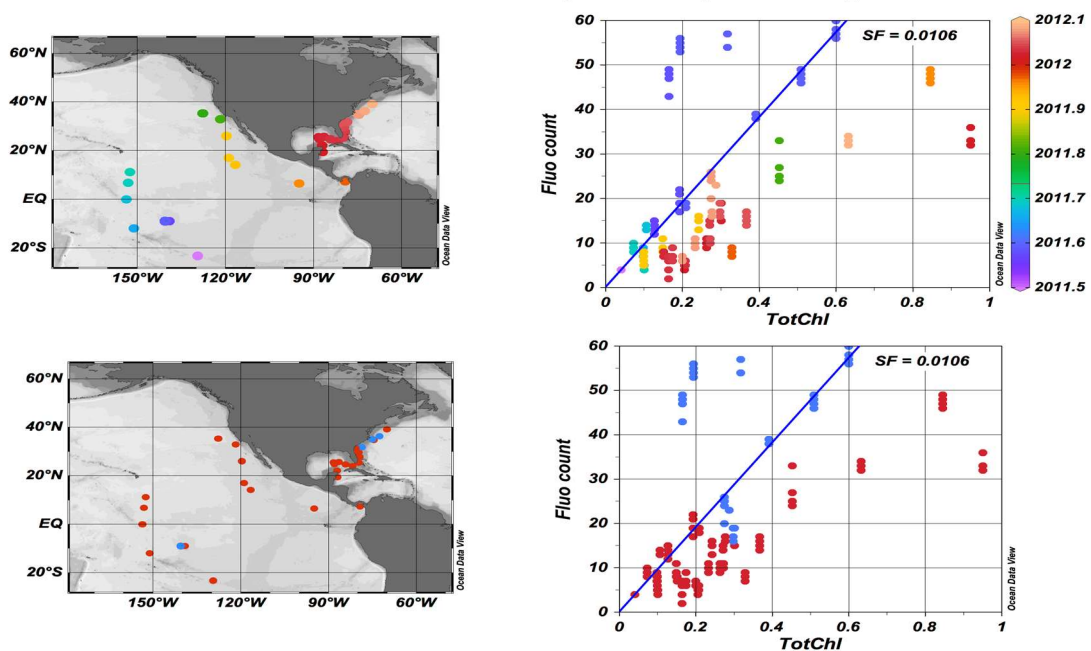 60°N
40°N
20°N
EQ
20°S
150°W 120°W 90°W 60°W
Ocean Data View
60
50
40
30
20
10
0
Fluo count
SF = 0.0106
0.2 0.4 0.6 0.8 1
TotChl
Ocean Data View
2012.1
2012
2011.9
2011.8
2011.7
2011.6
2011.5
60°N
40°N
20°N
EQ
20°S
150°W 120°W 90°W 60°W
Ocean Data View
60
50
40
30
20
10
0
Fluo count
SF = 0.0106
0 0.2 0.4 0.6 0.8 1
TotChl
Ocean Data View